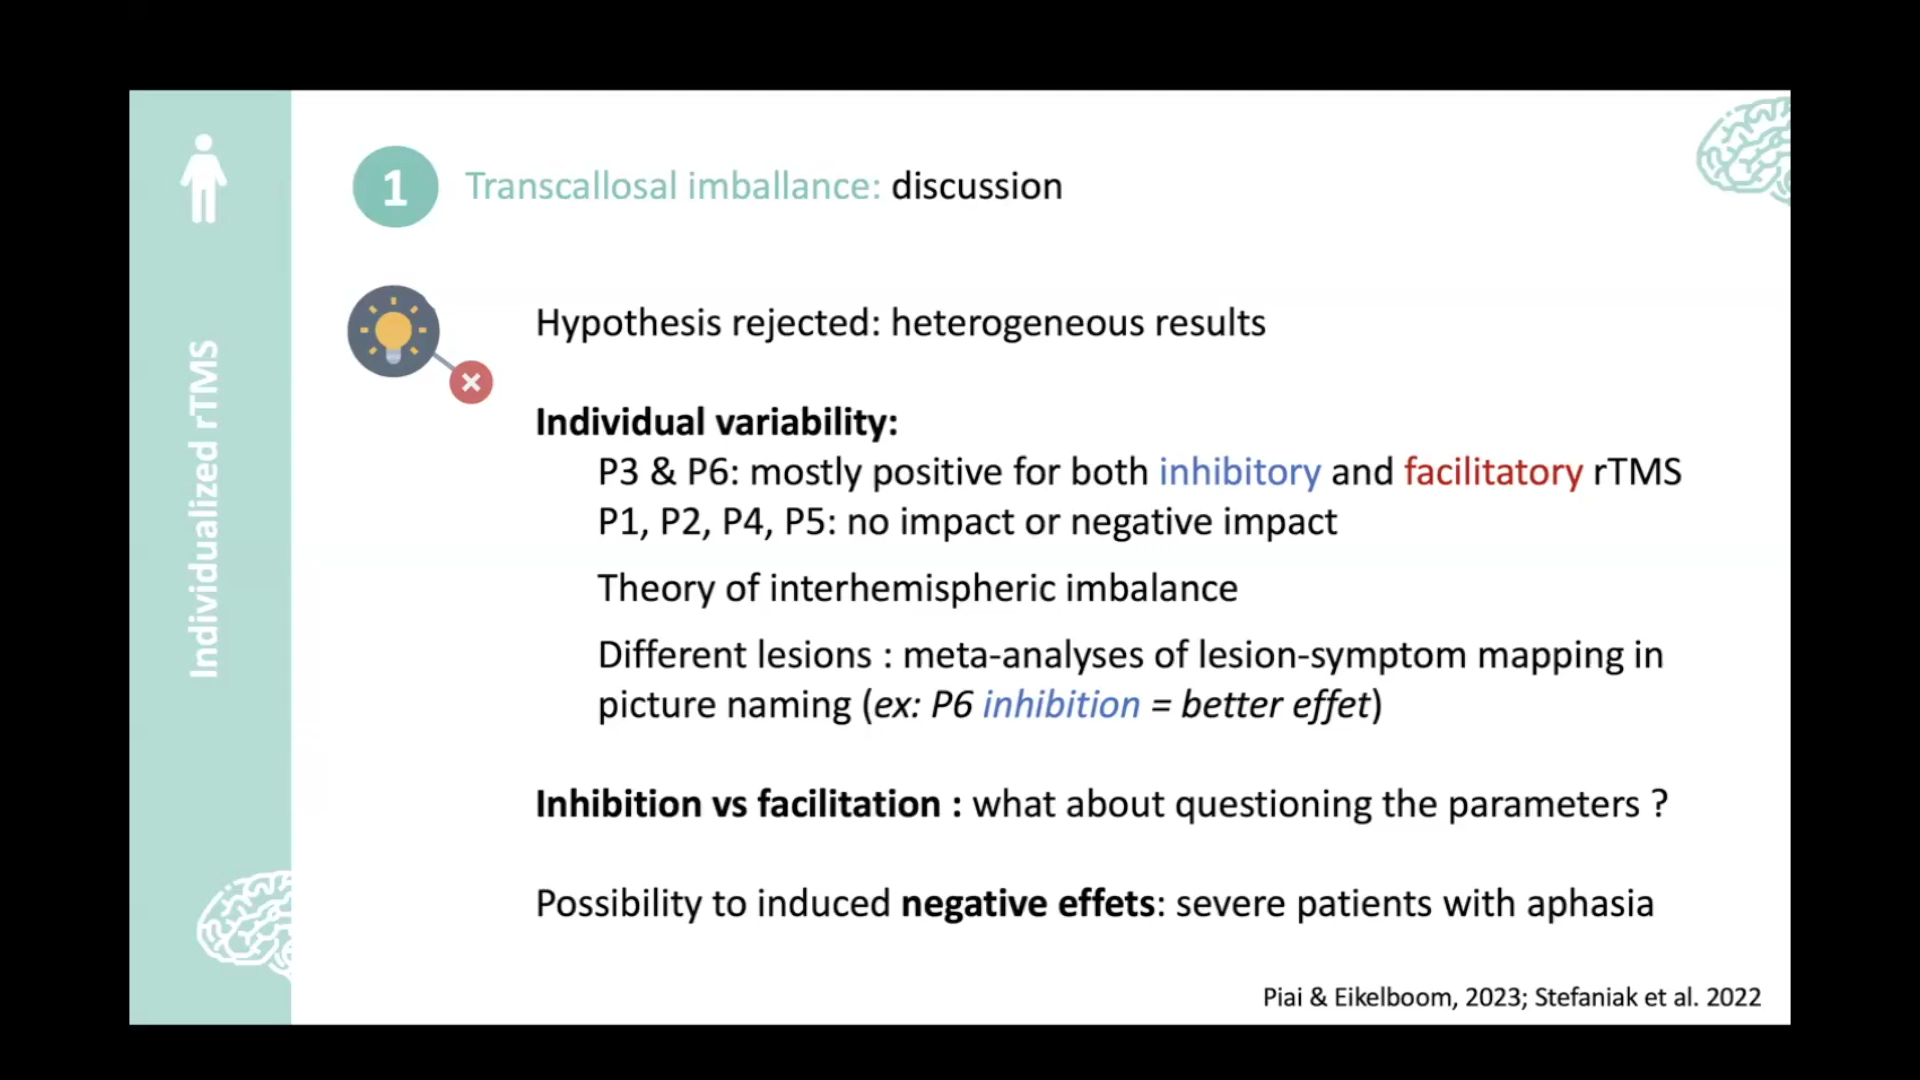 Individualized rTMS
1
Transcallosal imballance: discussion
Hypothesis rejected: heterogeneous results
Individual variability:
P3 & P6: mostly positive for both inhibitory and facilitatory rTMS
P1, P2, P4, P5: no impact or negative impact
Theory of interhemispheric imbalance
Different lesions : meta-analyses of lesion-symptom mapping in
picture naming (ex: P6 inhibition = better effet)
Inhibition vs facilitation : what about questioning the parameters ?
Possibility to induced negative effets: severe patients with aphasia
Piai & Eikelboom, 2023; Stefaniak et al. 2022